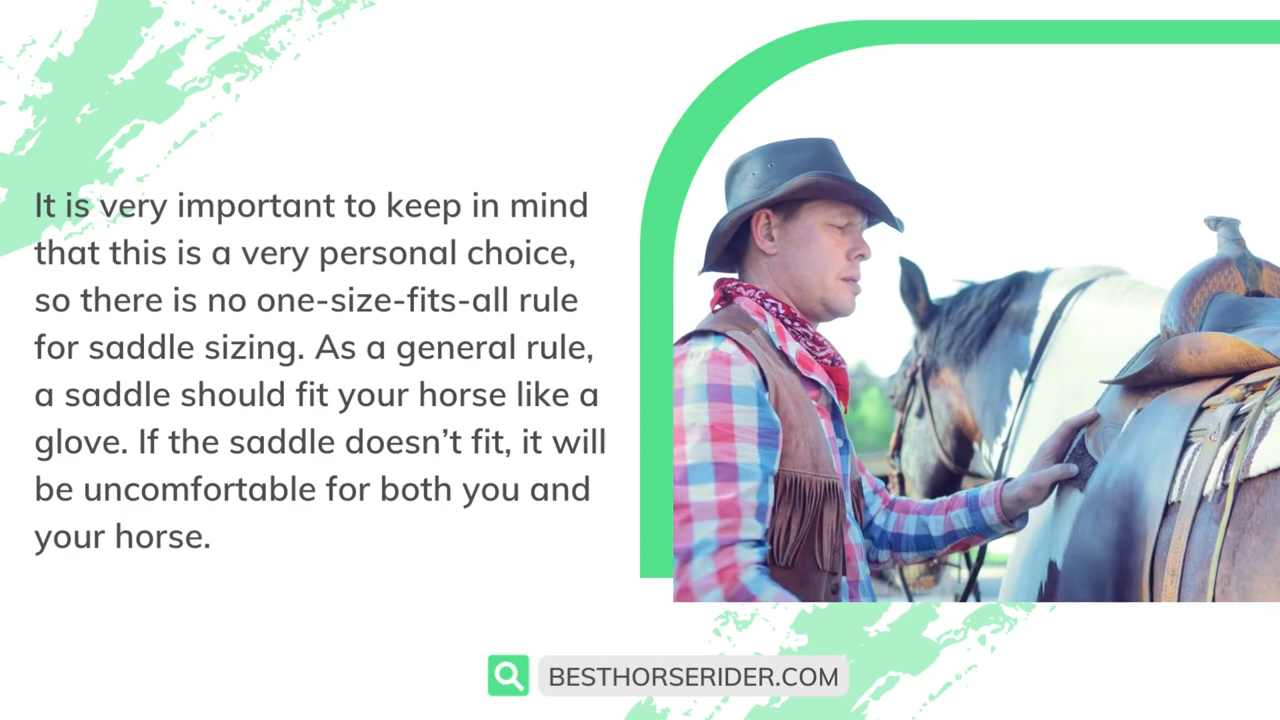 It is very important to keep in mind
that this is a very personal choice,
so there is no one-size-fits-all rule
for saddle sizing. As a general rule,
a saddle should fit your horse like a
glove. If the saddle doesn’t fit, it will
be uncomfortable for both you and
your horse.
BESTHORSERIDER.COM